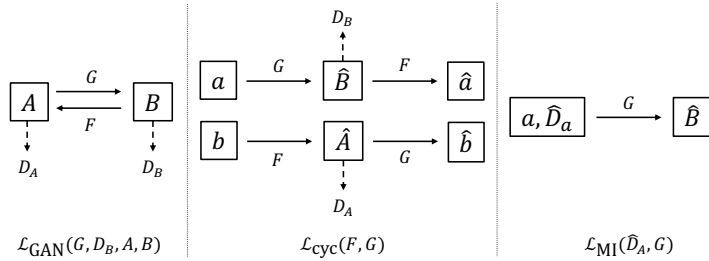 G
A B
F
D_A D_B
ℒ_GAN(G, D_B, A, B)
D_B
a G B̂ F â
b F Â G b̂
D_A
ℒ_cyc(F, G)
a, D̂_a G B̂
ℒ_MI(D̂_A, G)